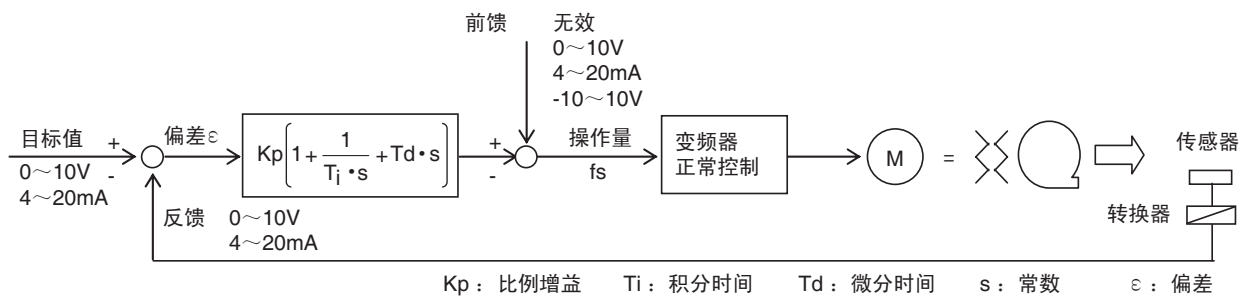 前馈
无效
0～10V
4～20mA
-10～10V
目标值
+
-
0～10V
4～20mA
偏差ε
Kp(1+ 1/Ti•s +Td•s)
+
-
操作量
fs
变频器
正常控制
M
=
传感器
转换器
反馈
0～10V
4～20mA
Kp：比例增益 Ti：积分时间 Td：微分时间 s：常数 ε：偏差